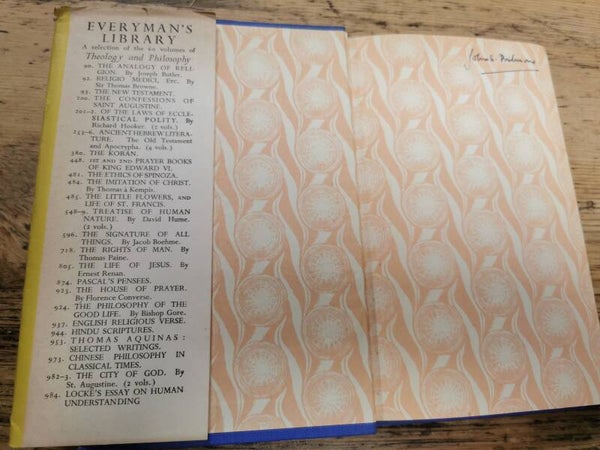 EVERYMAN'S
LIBRARY
A selection of the 60 volumes of
Theology and Philosophy
90. THE ANALOGY OF RELI-
GION. By Joseph Butler.
92. RELIGIO MEDICI, ETC. By
Sir Thomas Browne.
93. THE NEW TESTAMENT.
200. THE CONFESSIONS OF
SAINT AUGUSTINE.
201-2. OF THE LAWS OF ECCLE-
SIASTICAL POLITY. By
Richard Hooker. (2 vols.)
253-6. ANCIENT HEBREW LITERA-
TURE. The Old Testament
and Apocrypha. (4 vols.)
380. THE KORAN.
448. 1ST AND 2ND PRAYER BOOKS
OF KING EDWARD VI.
481. THE ETHICS OF SPINOZA.
484. THE IMITATION OF CHRIST.
By Thomas à Kempis.
485. THE LITTLE FLOWERS, AND
LIFE OF ST. FRANCIS.
548-9. TREATISE OF HUMAN
NATURE. By David Hume.
(2 vols.)
596. THE SIGNATURE OF ALL
THINGS. By Jacob Boehme.
718. THE RIGHTS OF MAN. By
Thomas Paine.
805. THE LIFE OF JESUS. By
Ernest Renan.
874. PASCAL'S PENSEES.
923. THE HOUSE OF PRAYER.
By Florence Converse.
924. THE PHILOSOPHY OF THE
GOOD LIFE. By Bishop Gore.
937. ENGLISH RELIGIOUS VERSE.
944. HINDU SCRIPTURES.
953. THOMAS AQUINAS:
SELECTED WRITINGS.
973. CHINESE PHILOSOPHY IN
CLASSICAL TIMES.
982-3. THE CITY OF GOD. By
St. Augustine. (2 vols.)
984. LOCKE'S ESSAY ON HUMAN
UNDERSTANDING
John